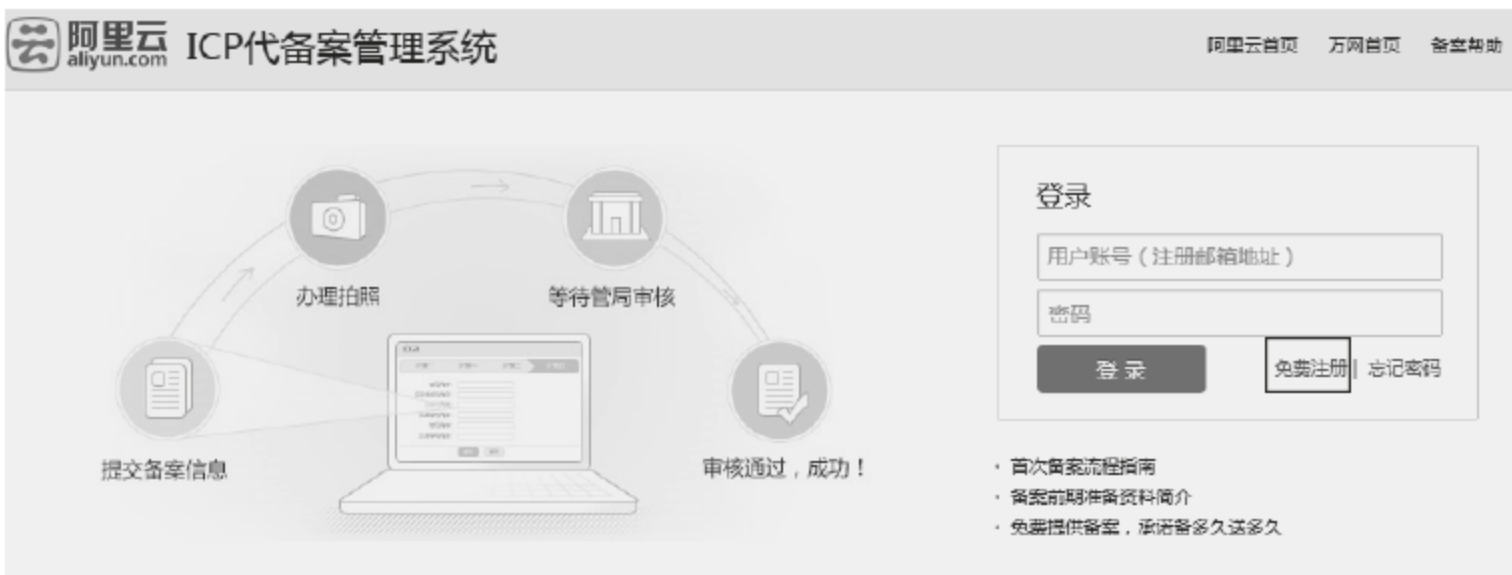 阿里云
aliyun.com
ICP代备案管理系统
阿里云首页 万网首页 备案帮助
登录
用户账号（注册邮箱地址）
密码
登录
免费注册| 忘记密码
办理拍照
等待管局审核
提交备案信息
审核通过，成功！
· 首次备案流程指南
· 备案前期准备资料简介
· 免费提供备案，承诺备多久送多久